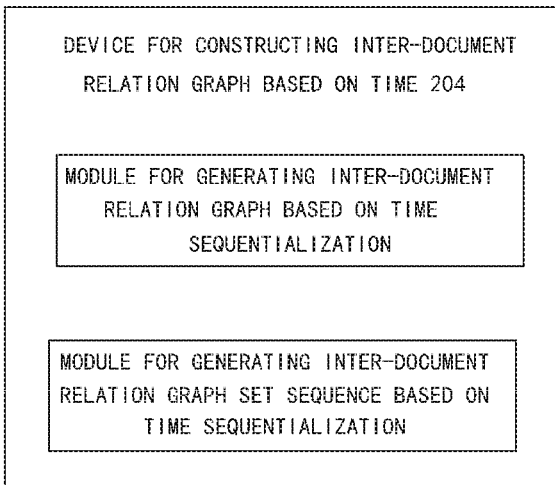 DEVICE FOR CONSTRUCTING INTER-DOCUMENT
RELATION GRAPH BASED ON TIME 204
MODULE FOR GENERATING INTER-DOCUMENT
RELATION GRAPH BASED ON TIME
SEQUENTIALIZATION
MODULE FOR GENERATING INTER-DOCUMENT
RELATION GRAPH SET SEQUENCE BASED ON
TIME SEQUENTIALIZATION